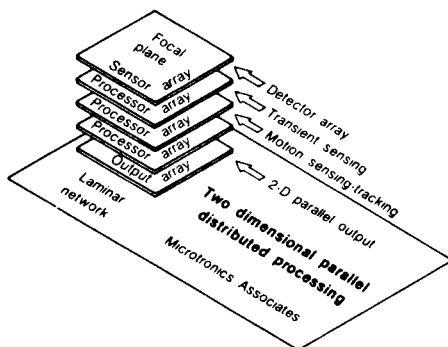 Focal
plane
Sensor array
Processor array
Processor array
Processor array
Output array
Laminar
network
Detector array
Transient sensing
Motion sensing-tracking
2-D parallel output
Two dimensional parallel
distributed processing
Microtronics Associates